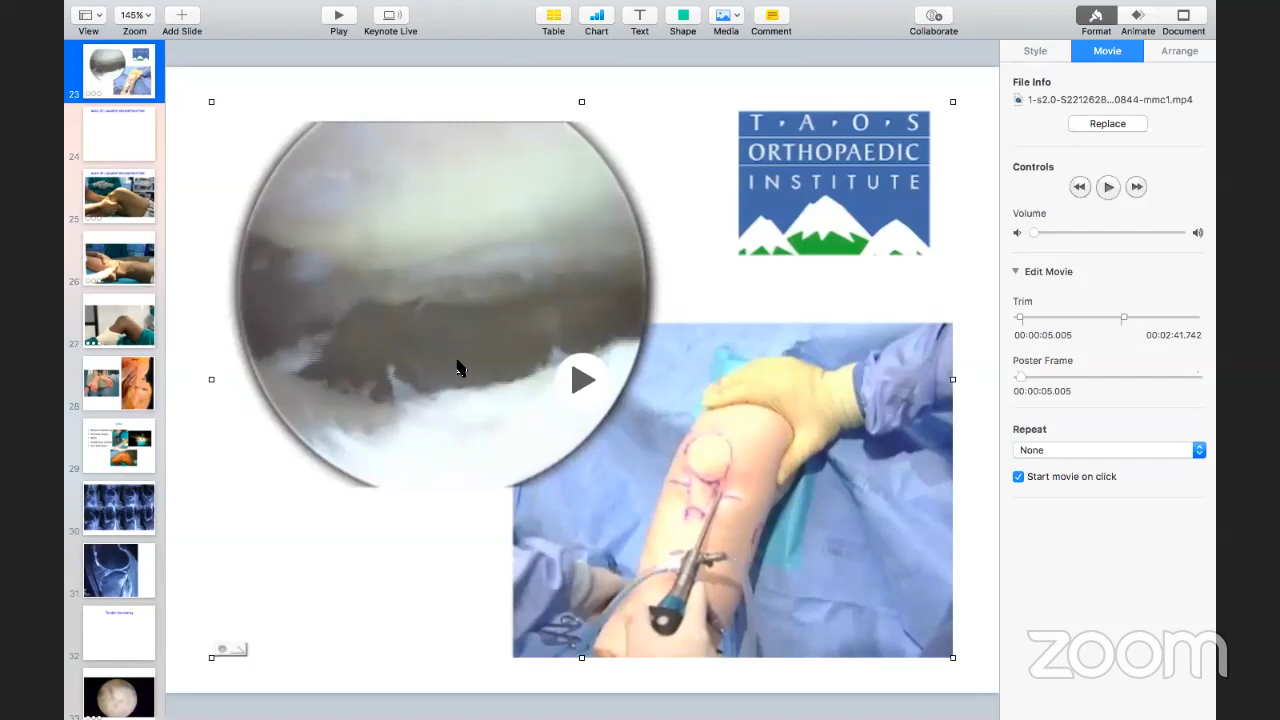 View
145%
Zoom
Add Slide
Play
Keynote Live
Table
Chart
Text
Shape
Media
Comment
Collaborate
Format
Animate
Document
Style
Movie
Arrange
File Info
1-s2.0-S2212628...0844-mmc1.mp4
Replace
Controls
Volume
Edit Movie
Trim
00:00:05.005
00:02:41.742
Poster Frame
00:00:05.005
Repeat
None
Start movie on click
T · A · O · S
ORTHOPAEDIC
INSTITUTE
23
24
25
26
27
28
29
30
31
32
33
zoom